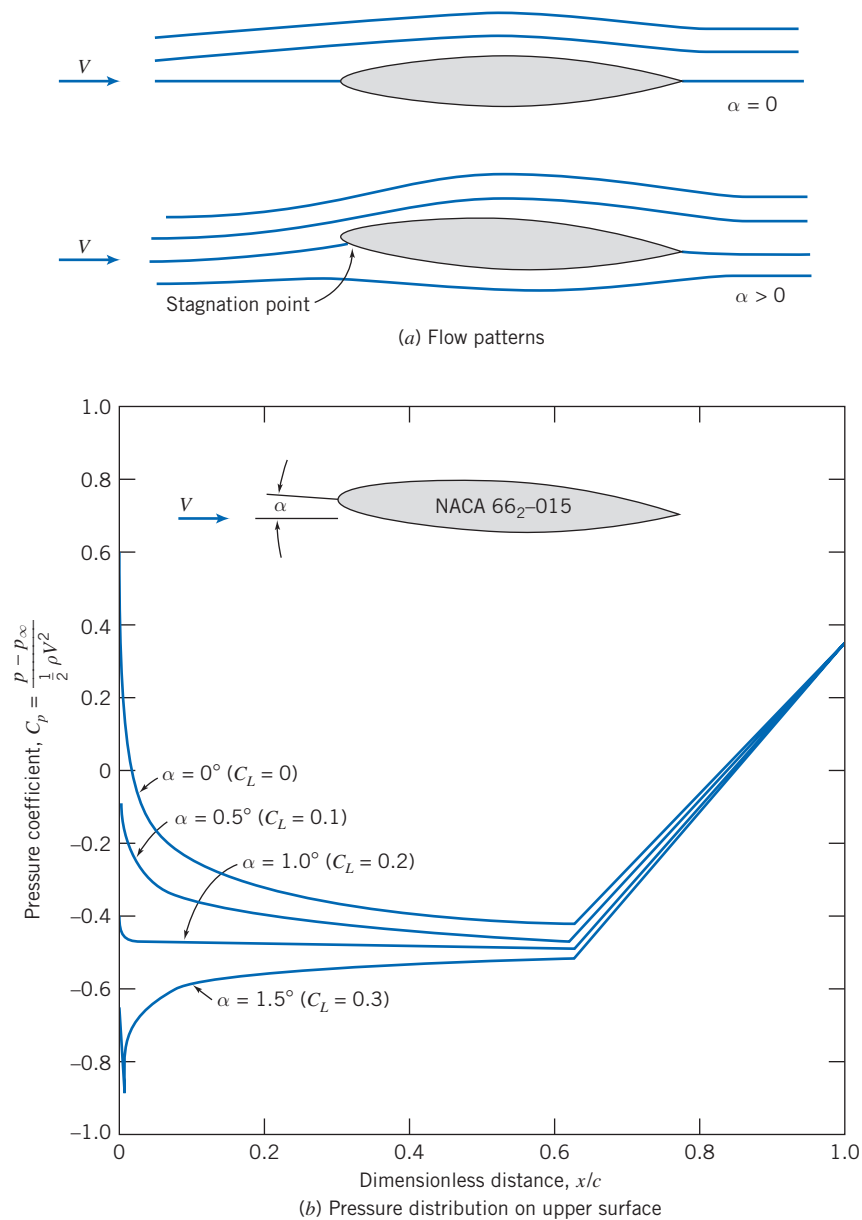 V
α = 0
V
Stagnation point
α > 0
(a) Flow patterns
1.0
0.8
0.6
0.4
0.2
0
–0.2
–0.4
–0.6
–0.8
–1.0
Pressure coefficient, Cₚ = (p – p∞)/(½ ρV²)
V
α
NACA 66₂–015
α = 0° (C_L = 0)
α = 0.5° (C_L = 0.1)
α = 1.0° (C_L = 0.2)
α = 1.5° (C_L = 0.3)
0
0.2
0.4
0.6
0.8
1.0
Dimensionless distance, x/c
(b) Pressure distribution on upper surface